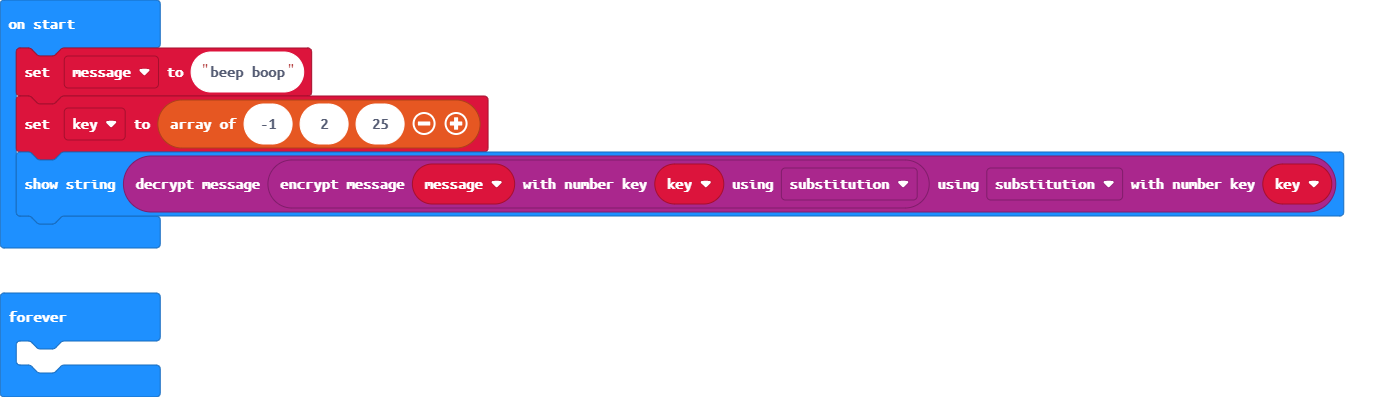 on start
set message to "beep boop"
set key to array of -1 2 25
show string decrypt message encrypt message message with number key key using substitution using substitution with number key key
forever